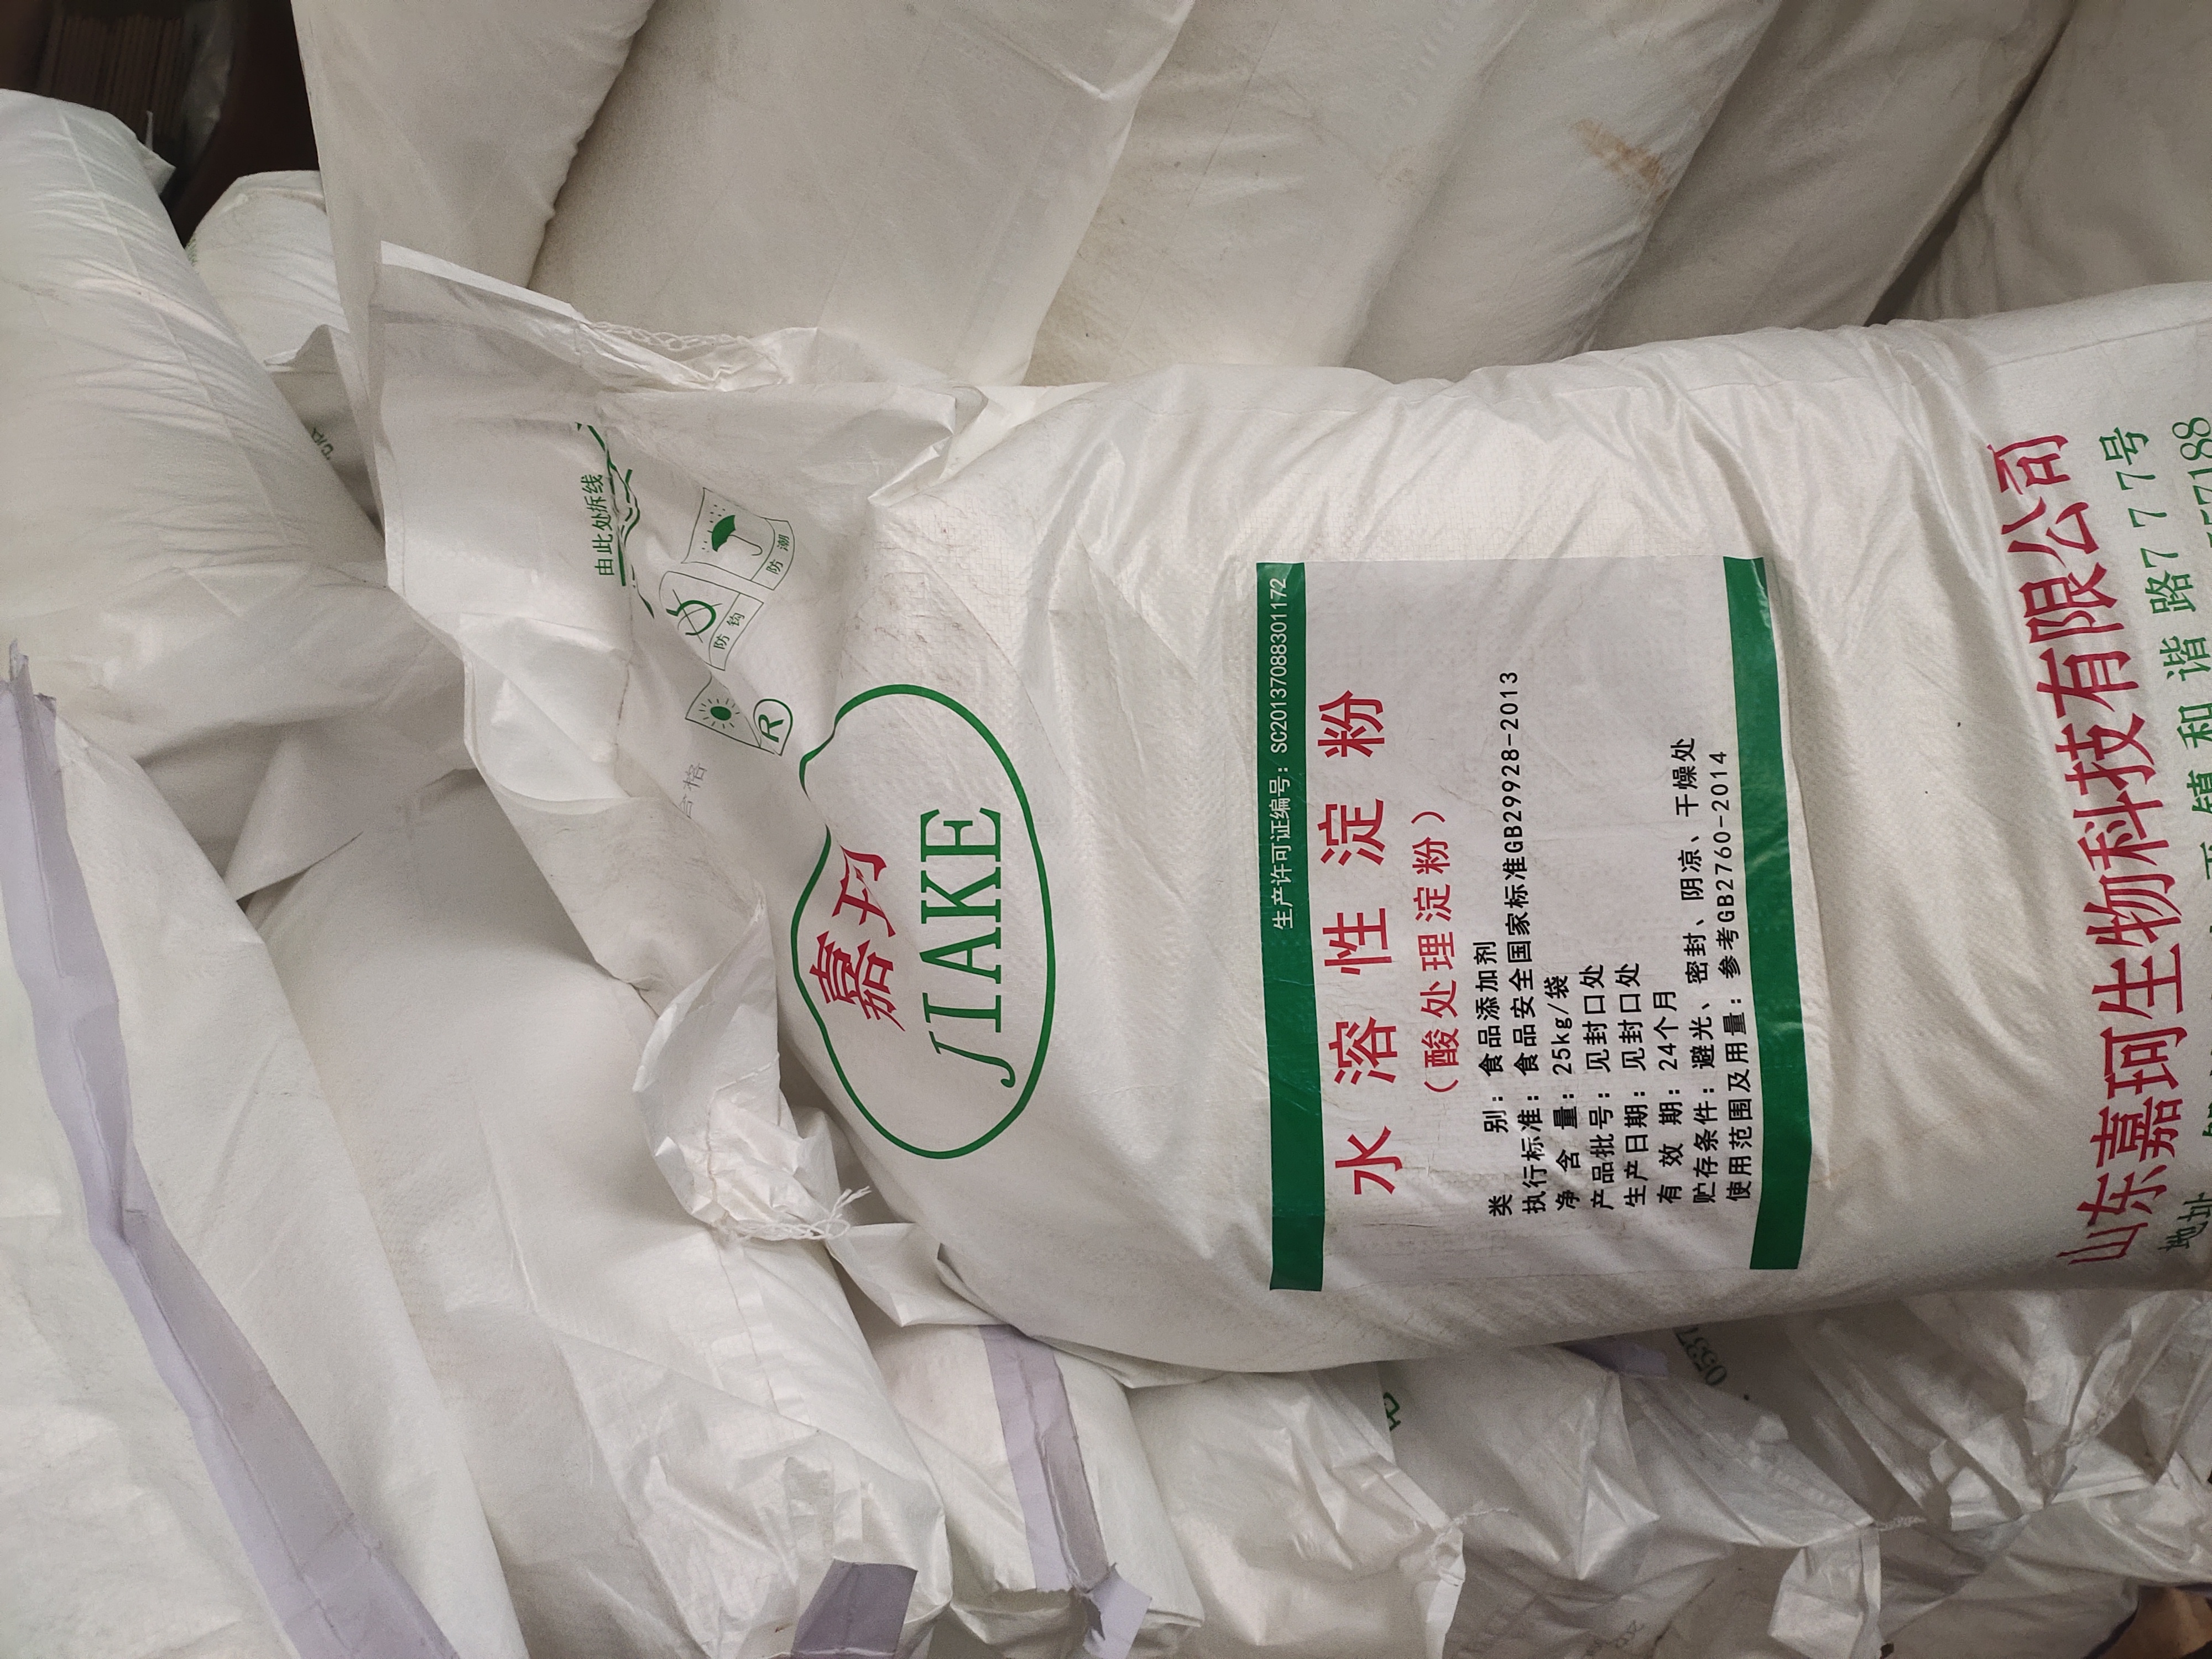 由此处拆线
防钩
防潮
R
合格
嘉珂
JIAKE
生产许可证编号：SC20137088301172
水溶性淀粉
（酸处理淀粉）
类 别：食品添加剂
执行标准：食品安全国家标准GB29928-2013
净 含 量：25kg/袋
产品批号：见封口处
生产日期：见封口处
有 效 期：24个月
贮存条件：避光、密封、阴凉、干燥处
使用范围及用量：参考GB2760-2014
山东嘉珂生物科技有限公司
地址
镇和谐路777号
57188
0537